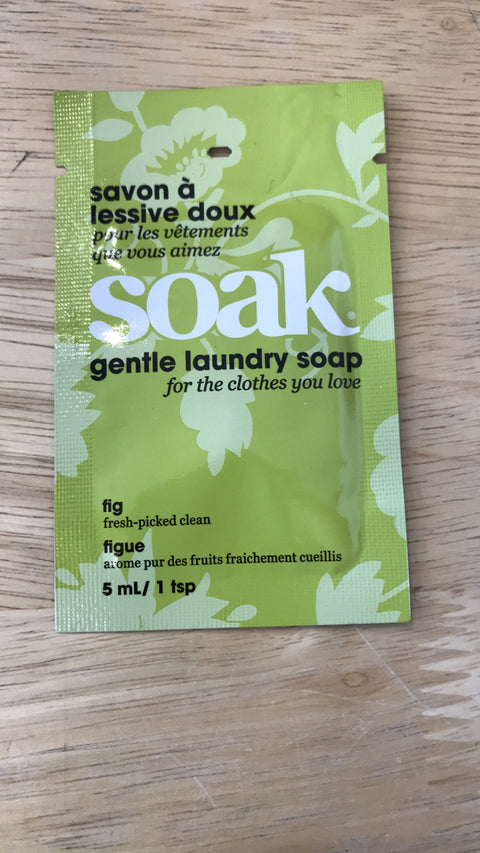 savon à
lessive doux
pour les vêtements
que vous aimez
soak®
gentle laundry soap
for the clothes you love
fig
fresh-picked clean
figue
arome pur des fruits fraichement cueillis
5 mL/ 1 tsp